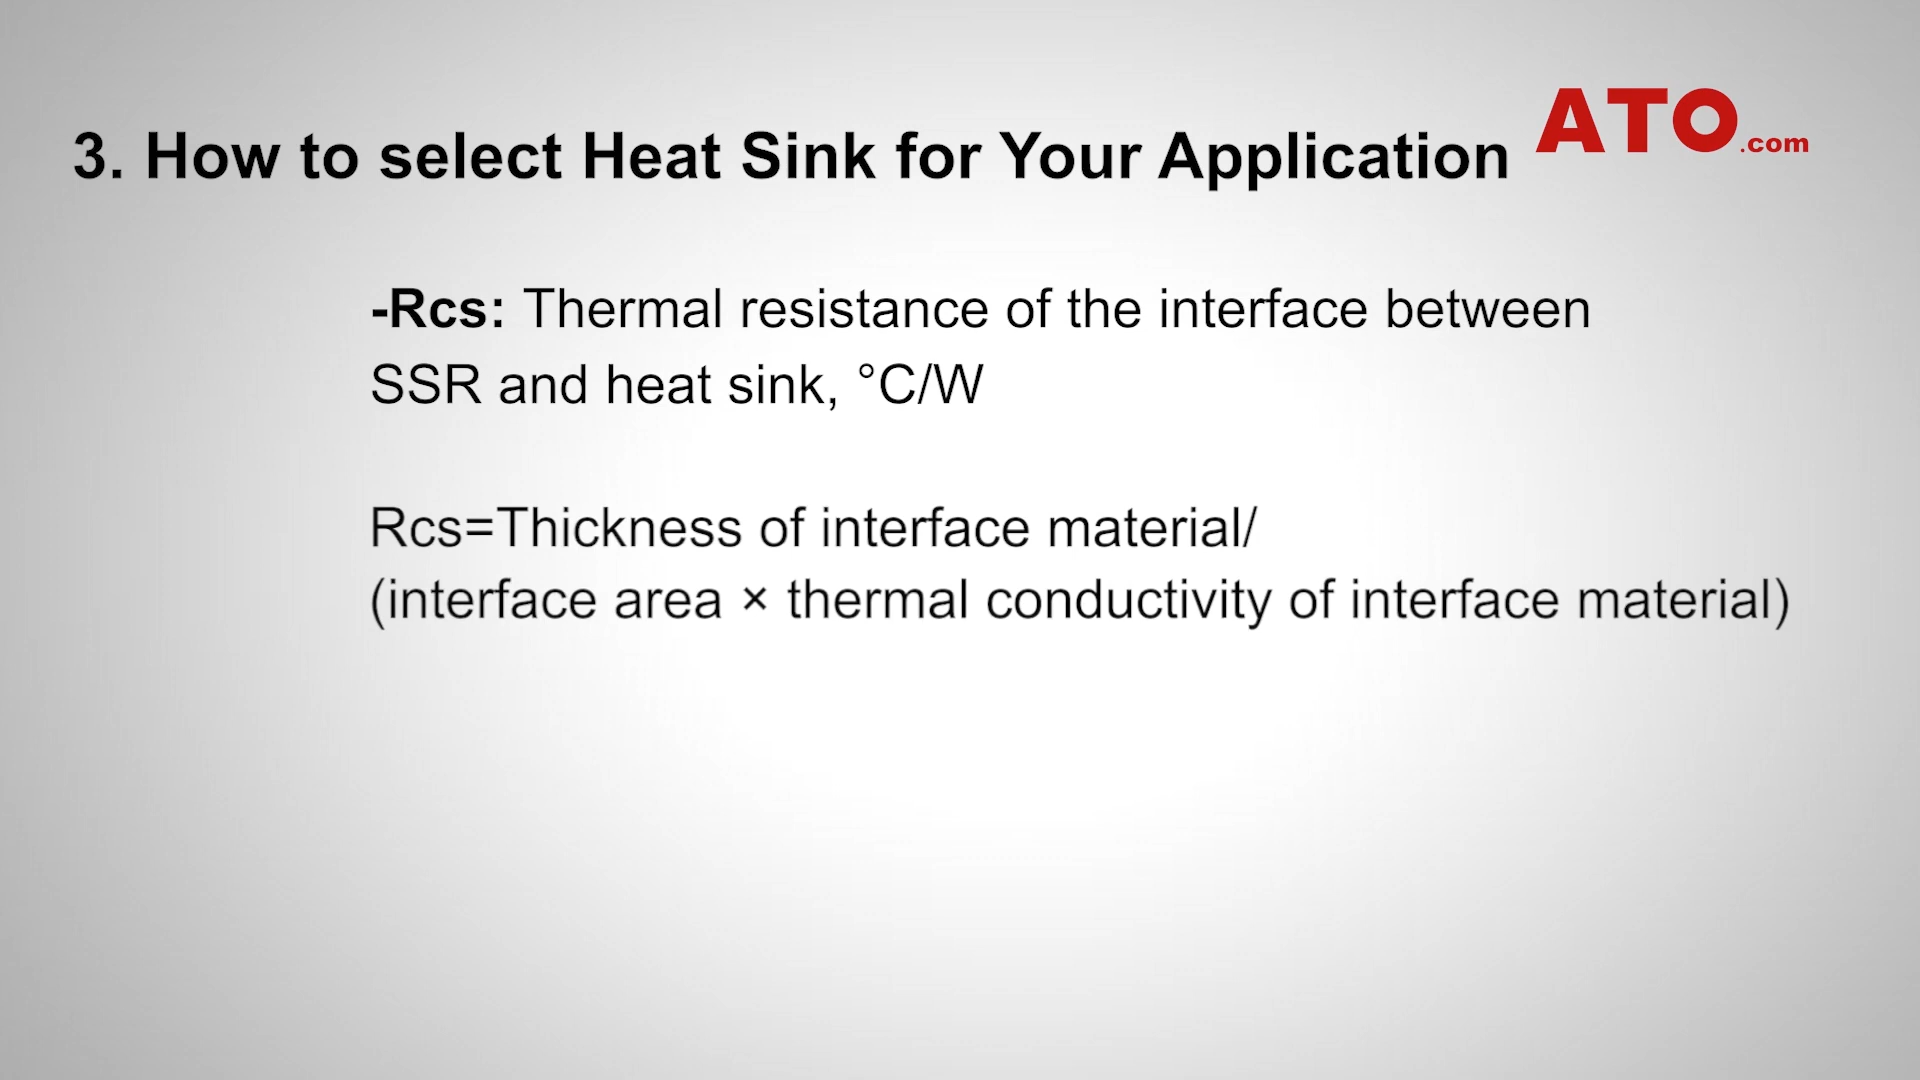 ATO.com
3. How to select Heat Sink for Your Application
-Rcs: Thermal resistance of the interface between
SSR and heat sink, °C/W
Rcs=Thickness of interface material/
(interface area × thermal conductivity of interface material)